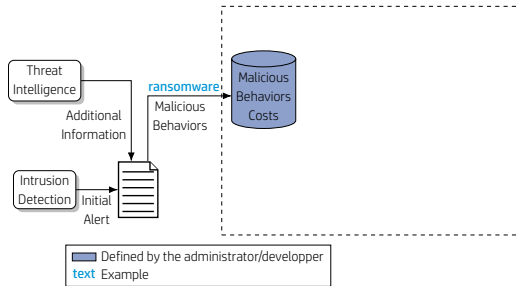 Threat
Intelligence
Additional
Information
Intrusion
Detection
Initial
Alert
ransomware
Malicious
Behaviors
Malicious
Behaviors
Costs
Defined by the administrator/developper
text Example